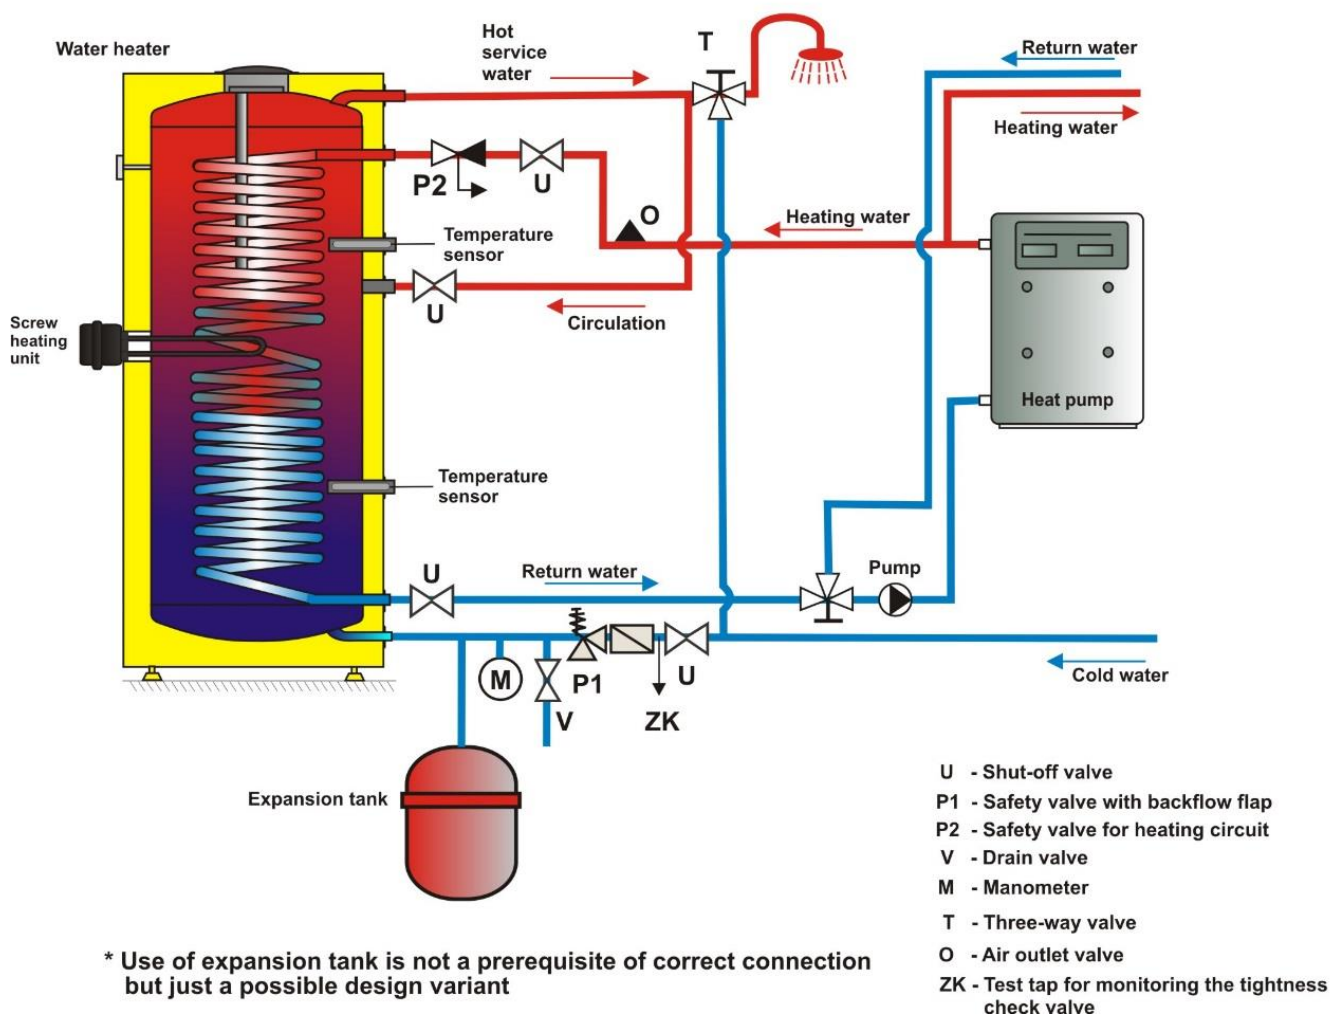 Water heater
Hot
service
water
T
Return water
Heating water
P2
U
O
Heating water
Temperature
sensor
U
Circulation
Screw
heating
unit
Heat pump
Temperature
sensor
U
Return water
Pump
M
V
P1
ZK
U
Cold water
Expansion tank
U - Shut-off valve
P1 - Safety valve with backflow flap
P2 - Safety valve for heating circuit
V - Drain valve
M - Manometer
T - Three-way valve
O - Air outlet valve
ZK - Test tap for monitoring the tightness
check valve
* Use of expansion tank is not a prerequisite of correct connection
but just a possible design variant